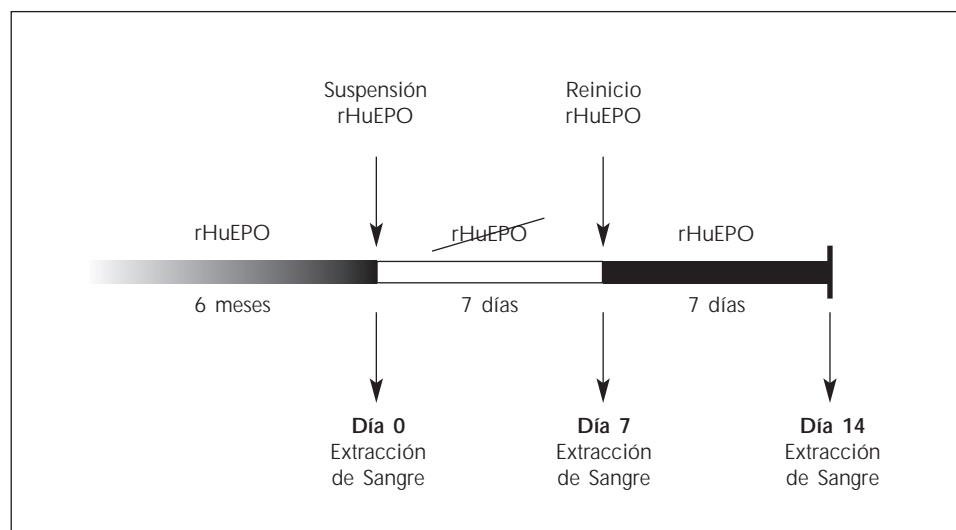 Suspensión
rHuEPO
Reinicio
rHuEPO
rHuEPO
rHuEPO
rHuEPO
6 meses
7 días
7 días
Día 0
Extracción
de Sangre
Día 7
Extracción
de Sangre
Día 14
Extracción
de Sangre